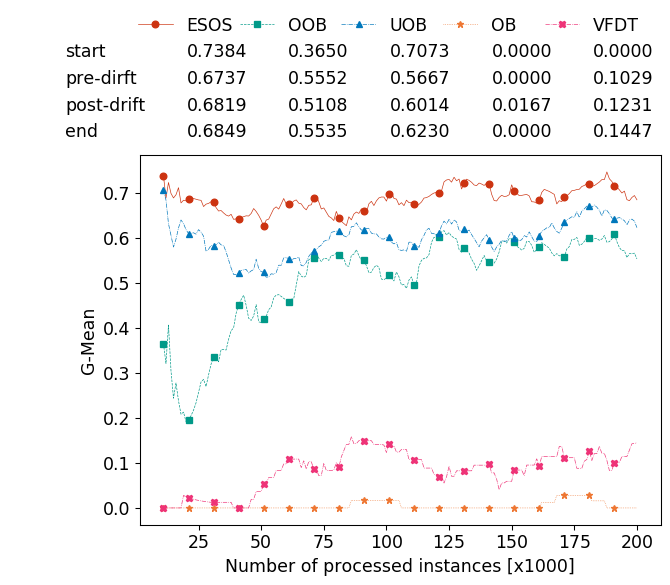 ESOS OOB UOB OB VFDT
start 0.7384 0.3650 0.7073 0.0000 0.0000
pre-dirft 0.6737 0.5552 0.5667 0.0000 0.1029
post-drift 0.6819 0.5108 0.6014 0.0167 0.1231
end 0.6849 0.5535 0.6230 0.0000 0.1447
G-Mean
0.7
0.6
0.5
0.4
0.3
0.2
0.1
0.0
25 50 75 100 125 150 175 200
Number of processed instances [x1000]